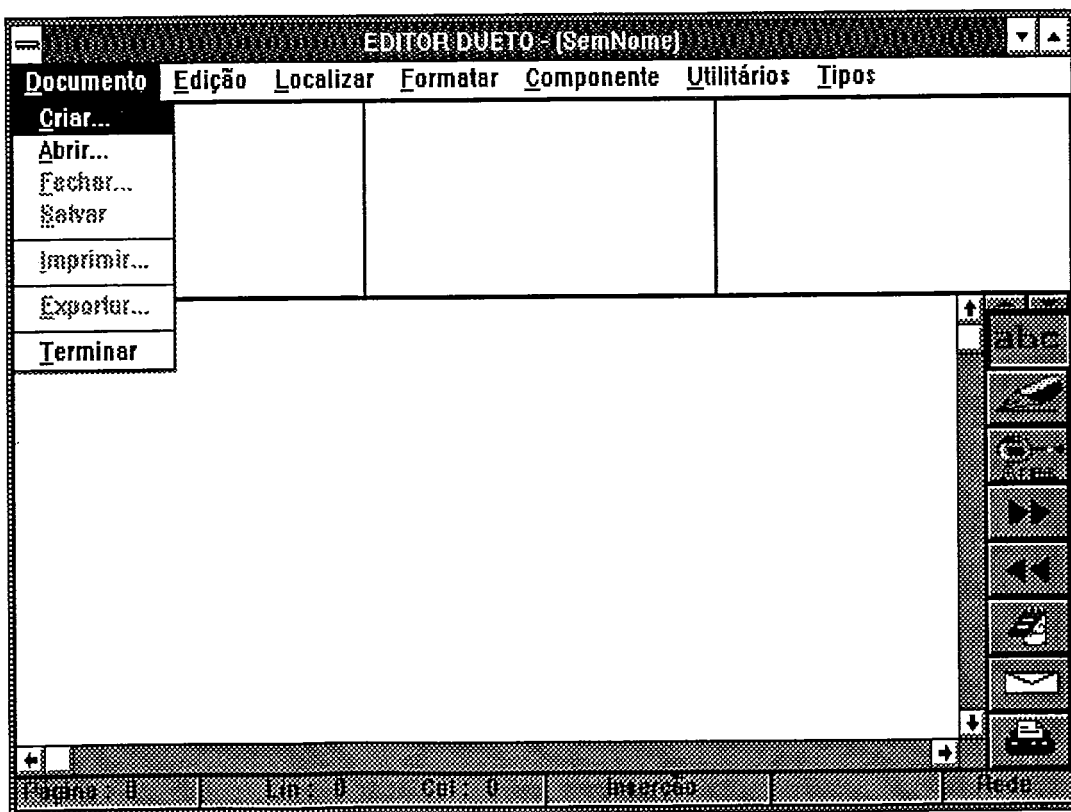 EDITOR DUETO - (SemNome)
Documento Edição Localizar Formatar Componente Utilitários Tipos
Criar...
Abrir...
Fechar...
Salvar
Imprimir...
Exportar...
Terminar
abc
Página : 0 Lin : 0 Col : 0 Inserção Rede